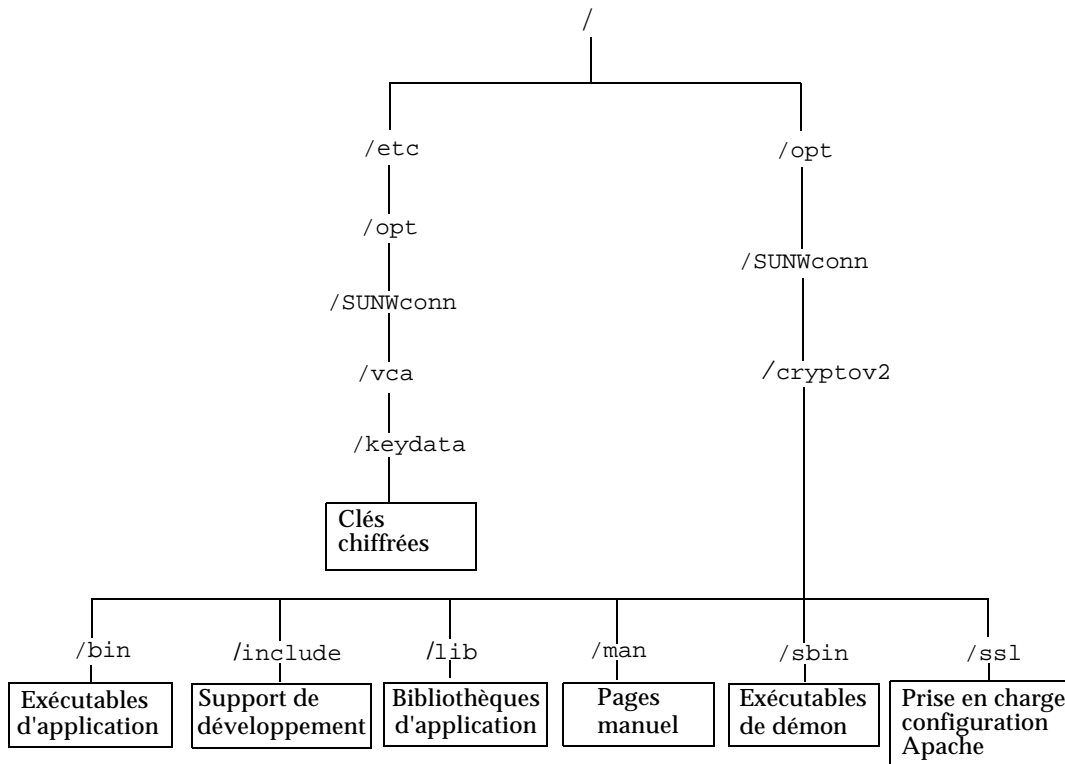 /
/etc
/opt
/opt
/SUNWconn
/SUNWconn
/vca
/cryptov2
/keydata
Clés
chiffrées
/bin
/include
/lib
/man
/sbin
/ssl
Exécutables
d'application
Support de
développement
Bibliothèques
d'application
Pages
manuel
Exécutables
de démon
Prise en charge
configuration
Apache